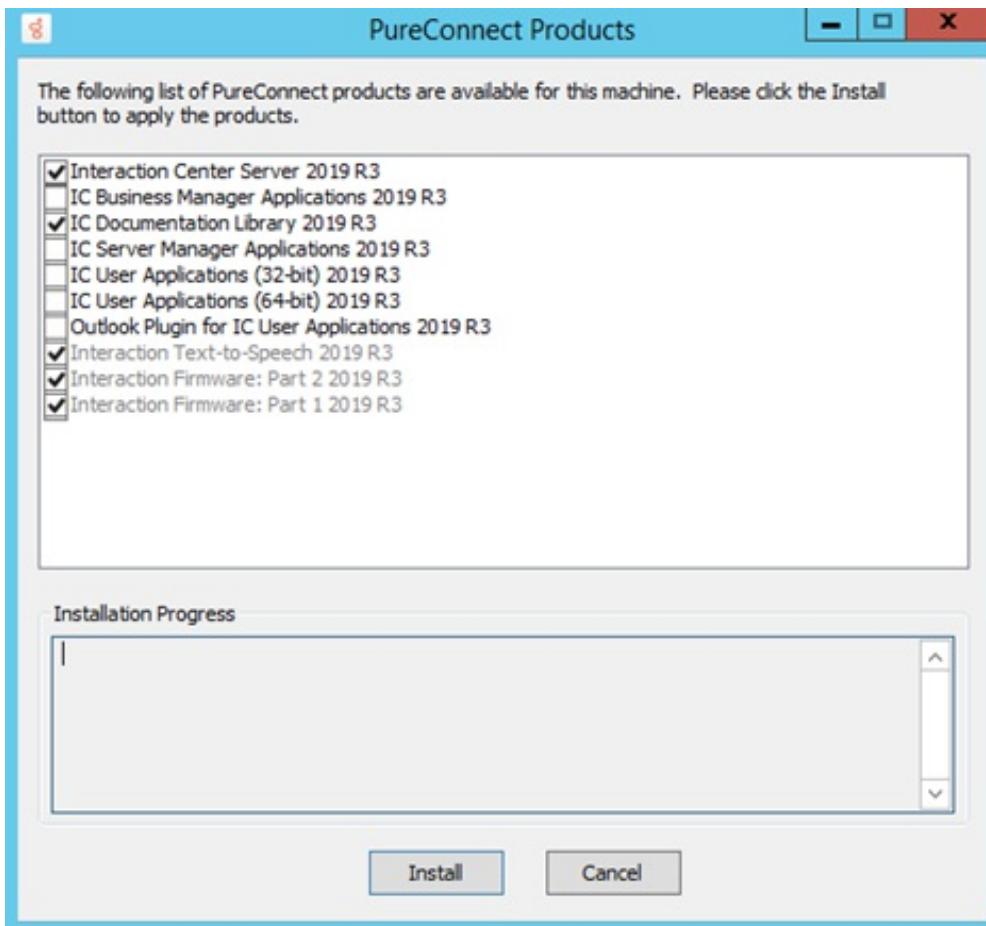 PureConnect Products
The following list of PureConnect products are available for this machine. Please click the Install
button to apply the products.
Interaction Center Server 2019 R3
IC Business Manager Applications 2019 R3
IC Documentation Library 2019 R3
IC Server Manager Applications 2019 R3
IC User Applications (32-bit) 2019 R3
IC User Applications (64-bit) 2019 R3
Outlook Plugin for IC User Applications 2019 R3
Interaction Text-to-Speech 2019 R3
Interaction Firmware: Part 2 2019 R3
Interaction Firmware: Part 1 2019 R3
Installation Progress
Install
Cancel